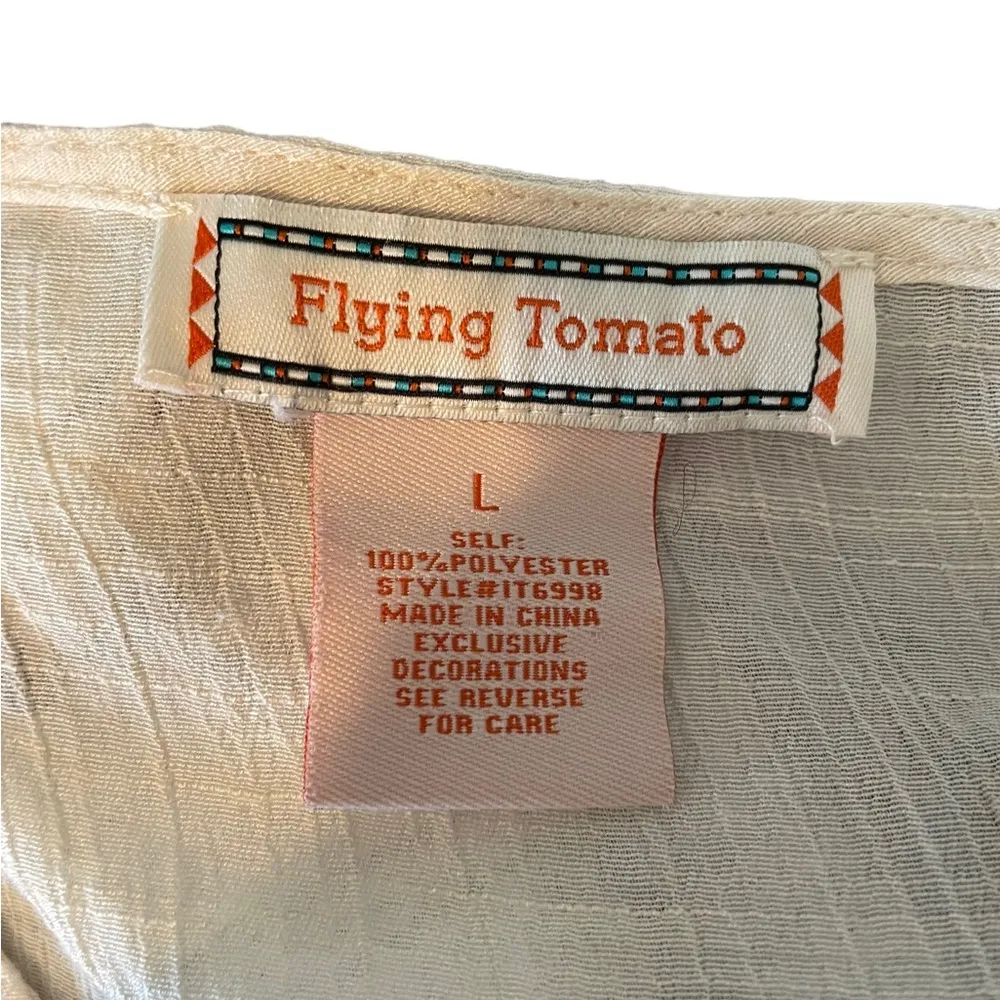 Flying Tomato
L
SELF:
100%POLYESTER
STYLE#IT6998
MADE IN CHINA
EXCLUSIVE
DECORATIONS
SEE REVERSE
FOR CARE